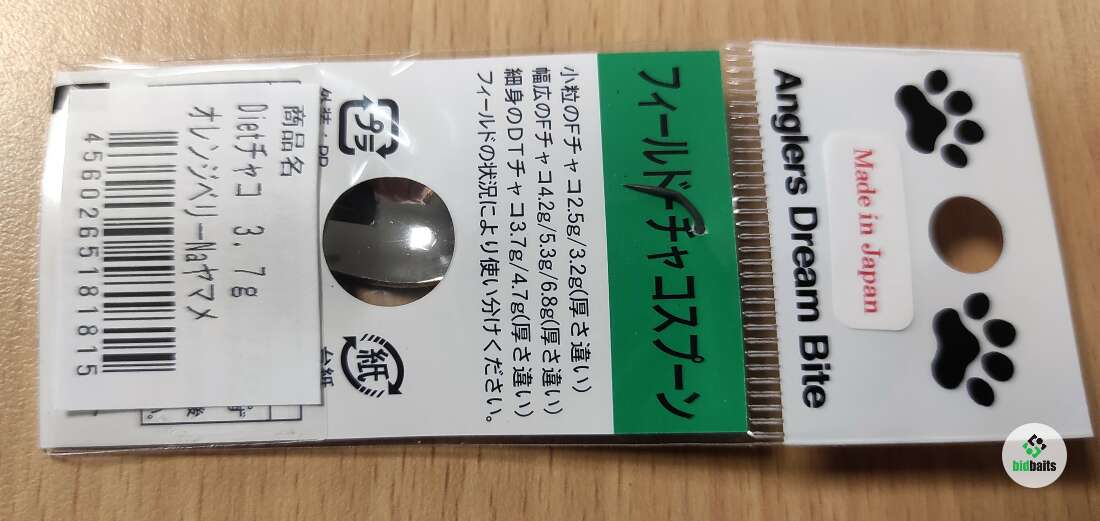 Anglers Dream Bite
Made in Japan
フィールドチャコスプーン
小粒のFチャコ2.5g/3.2g(厚さ違い)
幅広のFチャコ4.2g/5.3g/6.8g(厚さ違い)
細身のDTチャコ3.7g/4.7g(厚さ違い)
フィールドの状況により使い分けください。
プラ
紙
台紙
商品名
Dietチャコ 3.7g
オレンジベリーNaヤマメ
4560265181815
bidbaits